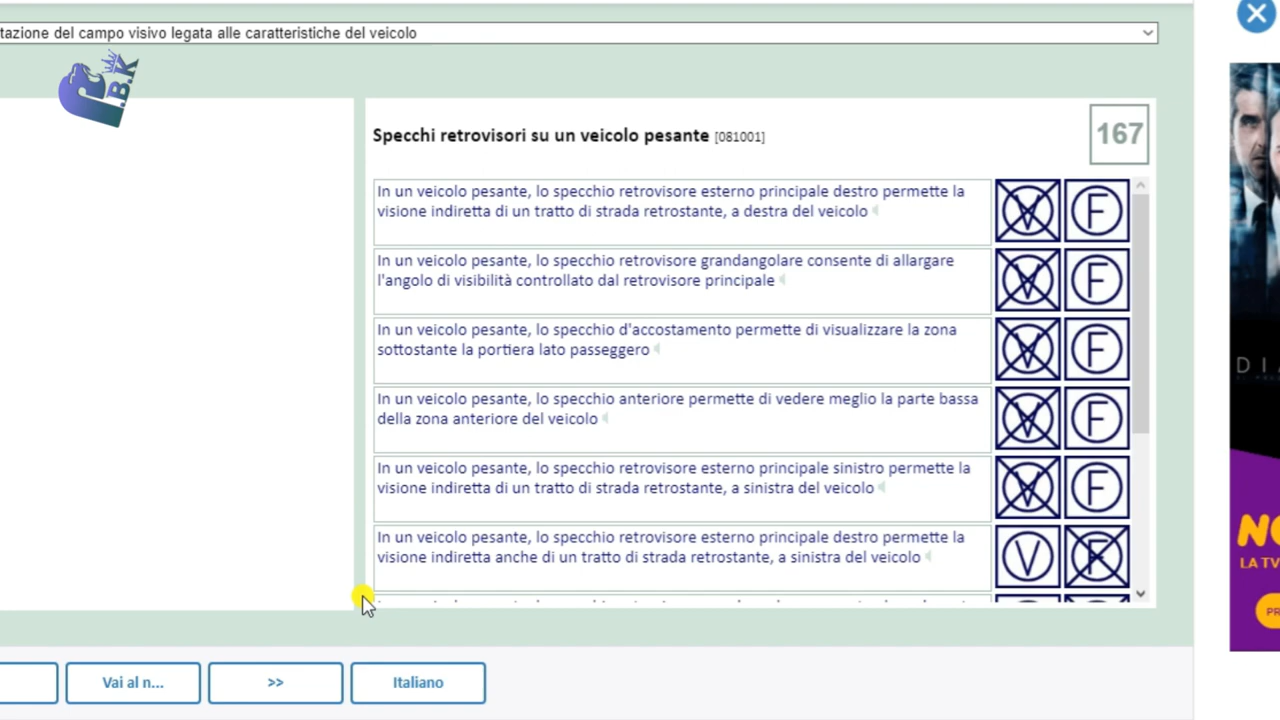 tazione del campo visivo legata alle caratteristiche del veicolo
.B.K
Specchi retrovisori su un veicolo pesante [081001]
167
In un veicolo pesante, lo specchio retrovisore esterno principale destro permette la
visione indiretta di un tratto di strada retrostante, a destra del veicolo
V F
In un veicolo pesante, lo specchio retrovisore grandangolare consente di allargare
l'angolo di visibilità controllato dal retrovisore principale
V F
In un veicolo pesante, lo specchio d'accostamento permette di visualizzare la zona
sottostante la portiera lato passeggero
V F
In un veicolo pesante, lo specchio anteriore permette di vedere meglio la parte bassa
della zona anteriore del veicolo
V F
In un veicolo pesante, lo specchio retrovisore esterno principale sinistro permette la
visione indiretta di un tratto di strada retrostante, a sinistra del veicolo
V F
In un veicolo pesante, lo specchio retrovisore esterno principale destro permette la
visione indiretta anche di un tratto di strada retrostante, a sinistra del veicolo
V F
Vai al n...
>>
Italiano
DI
NO
LA TV
PR